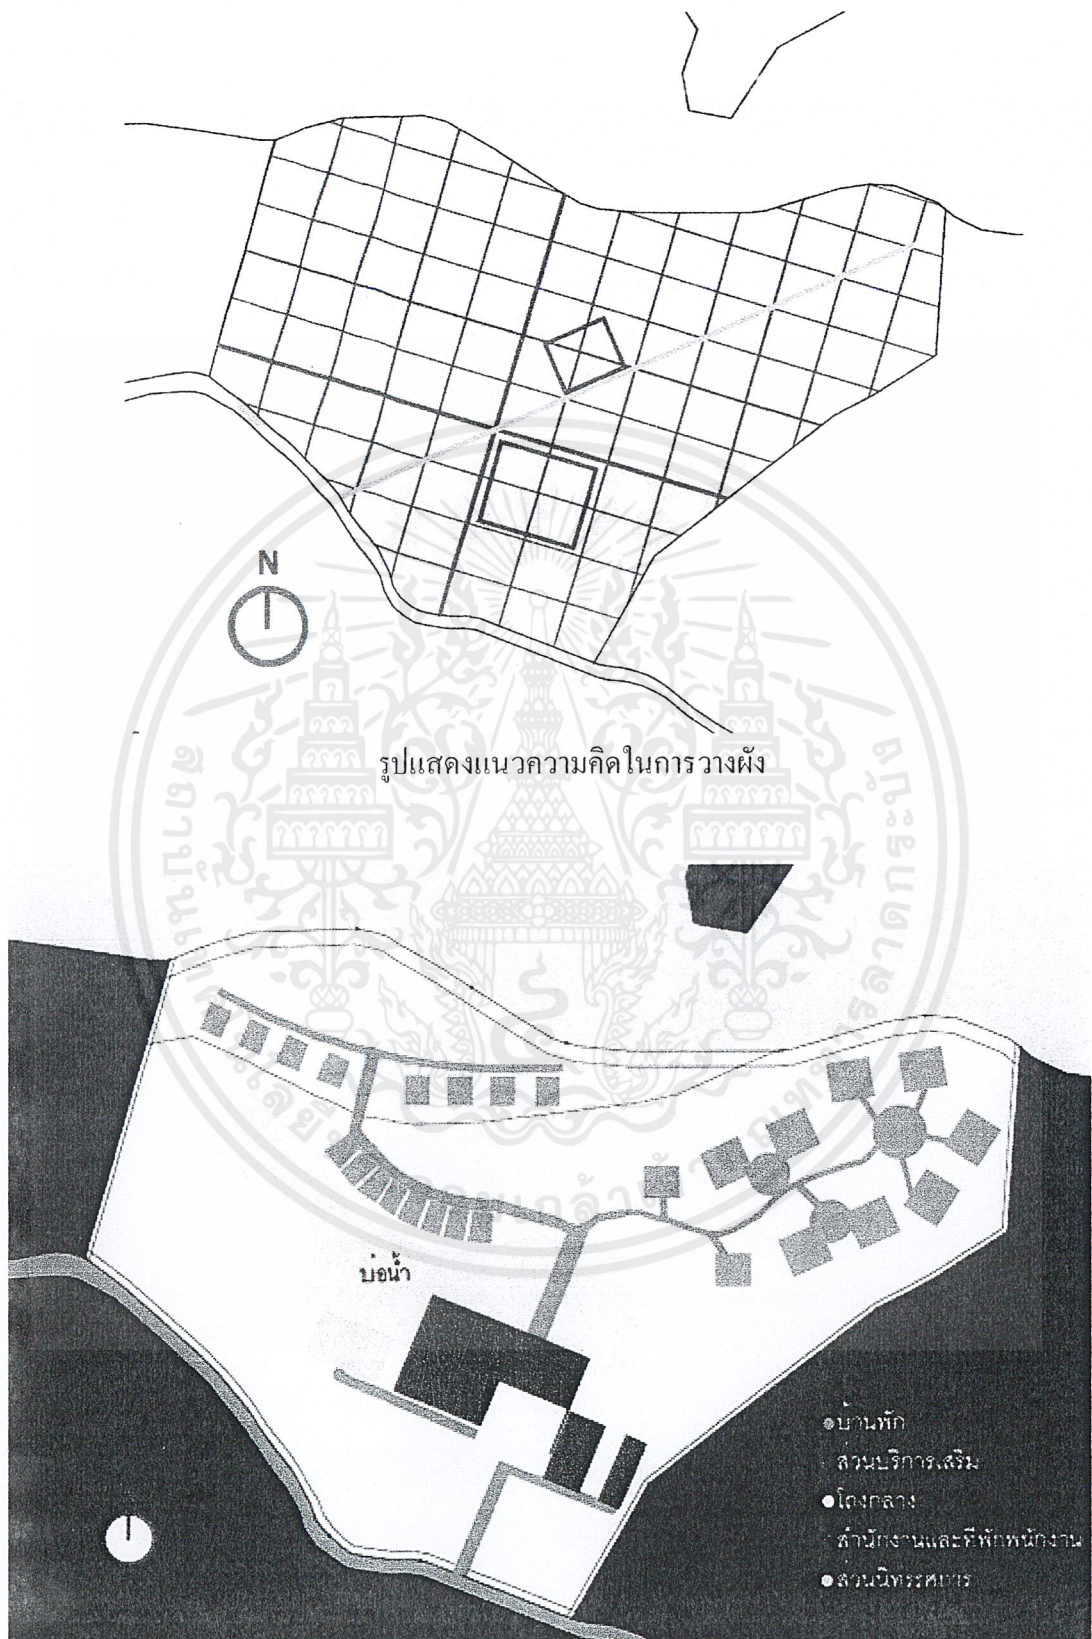 N
รูปแสดงแนวความคิดในการวางผัง
บ่อน้ำ
บ้านพัก
ส่วนบริการเสริม
โถงกลาง
สำนักงานและที่พักพนักงาน
ส่วนนิทรรศการ